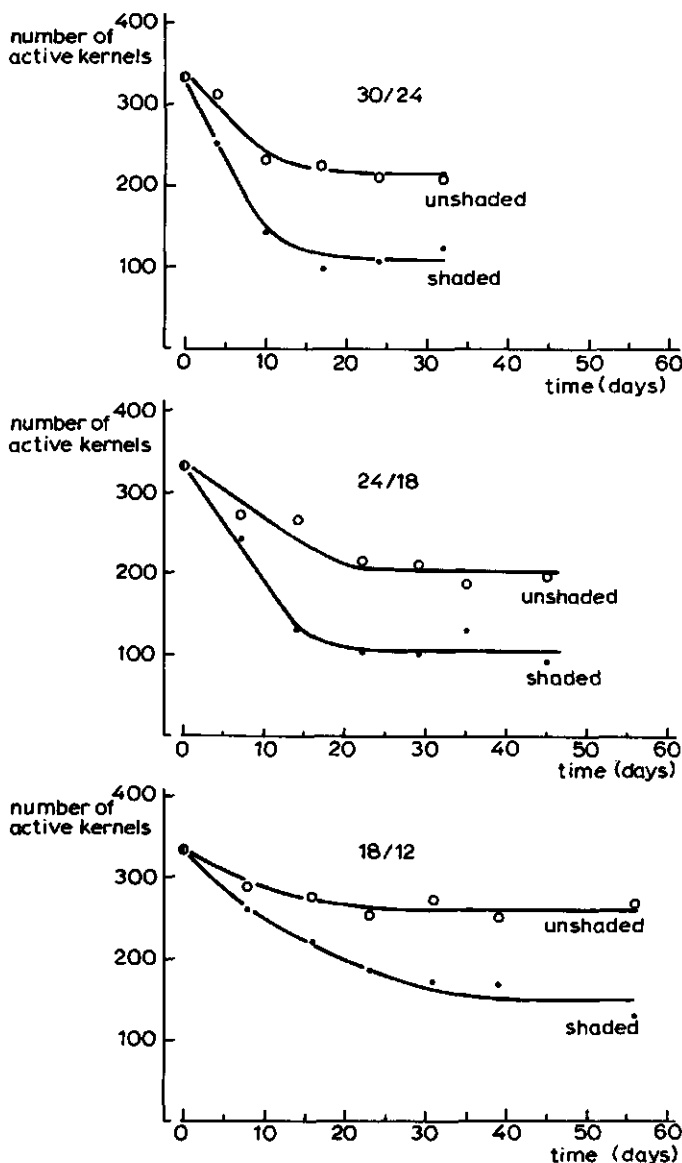 number of
active kernels
400
300
200
100
30/24
unshaded
shaded
0 10 20 30 40 50 60
time (days)
number of
active kernels
400
300
200
100
24/18
unshaded
shaded
0 10 20 30 40 50 60
time (days)
number of
active kernels
400
300
200
100
18/12
unshaded
shaded
0 10 20 30 40 50 60
time (days)